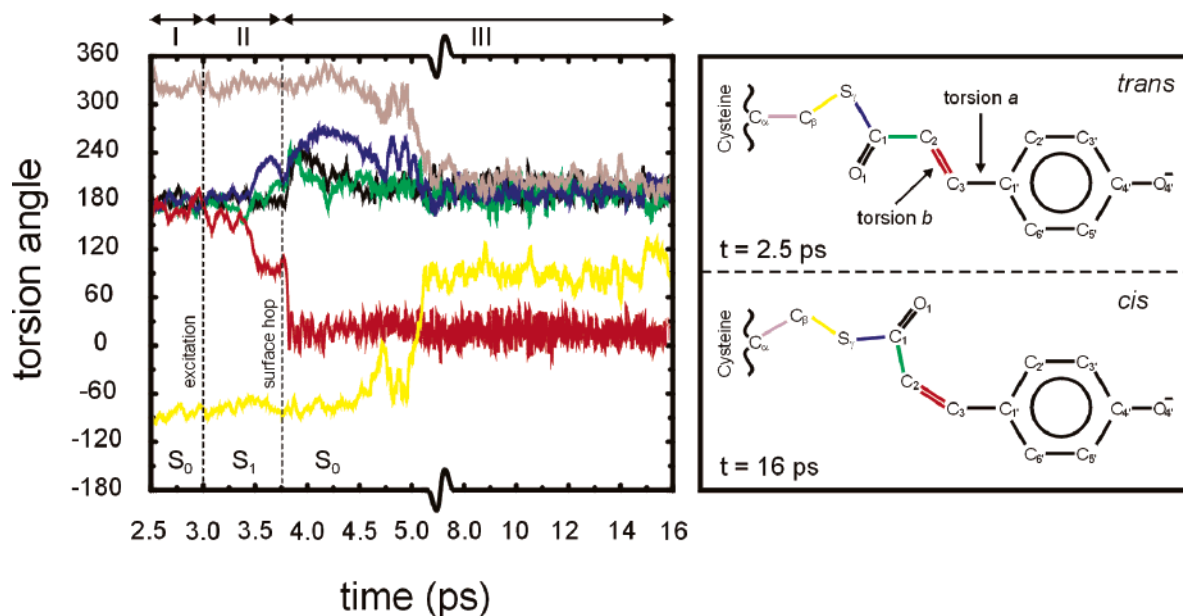 I II III
360
300
240
180
120
60
0
-60
-120
-180
torsion angle
excitation
surface hop
S0 S1 S0
2.5 3.0 3.5 4.0 4.5 5.0 8.0 10 12 14 16
time (ps)
trans
Cysteine
Cα Cβ Sγ C1 O1 C2 C3 C1' C2' C3' C4' O4'- C5' C6'
torsion a
torsion b
t = 2.5 ps
cis
Cysteine
Cα Cβ Sγ C1 O1 C2 C3 C1' C2' C3' C4' O4'- C5' C6'
t = 16 ps